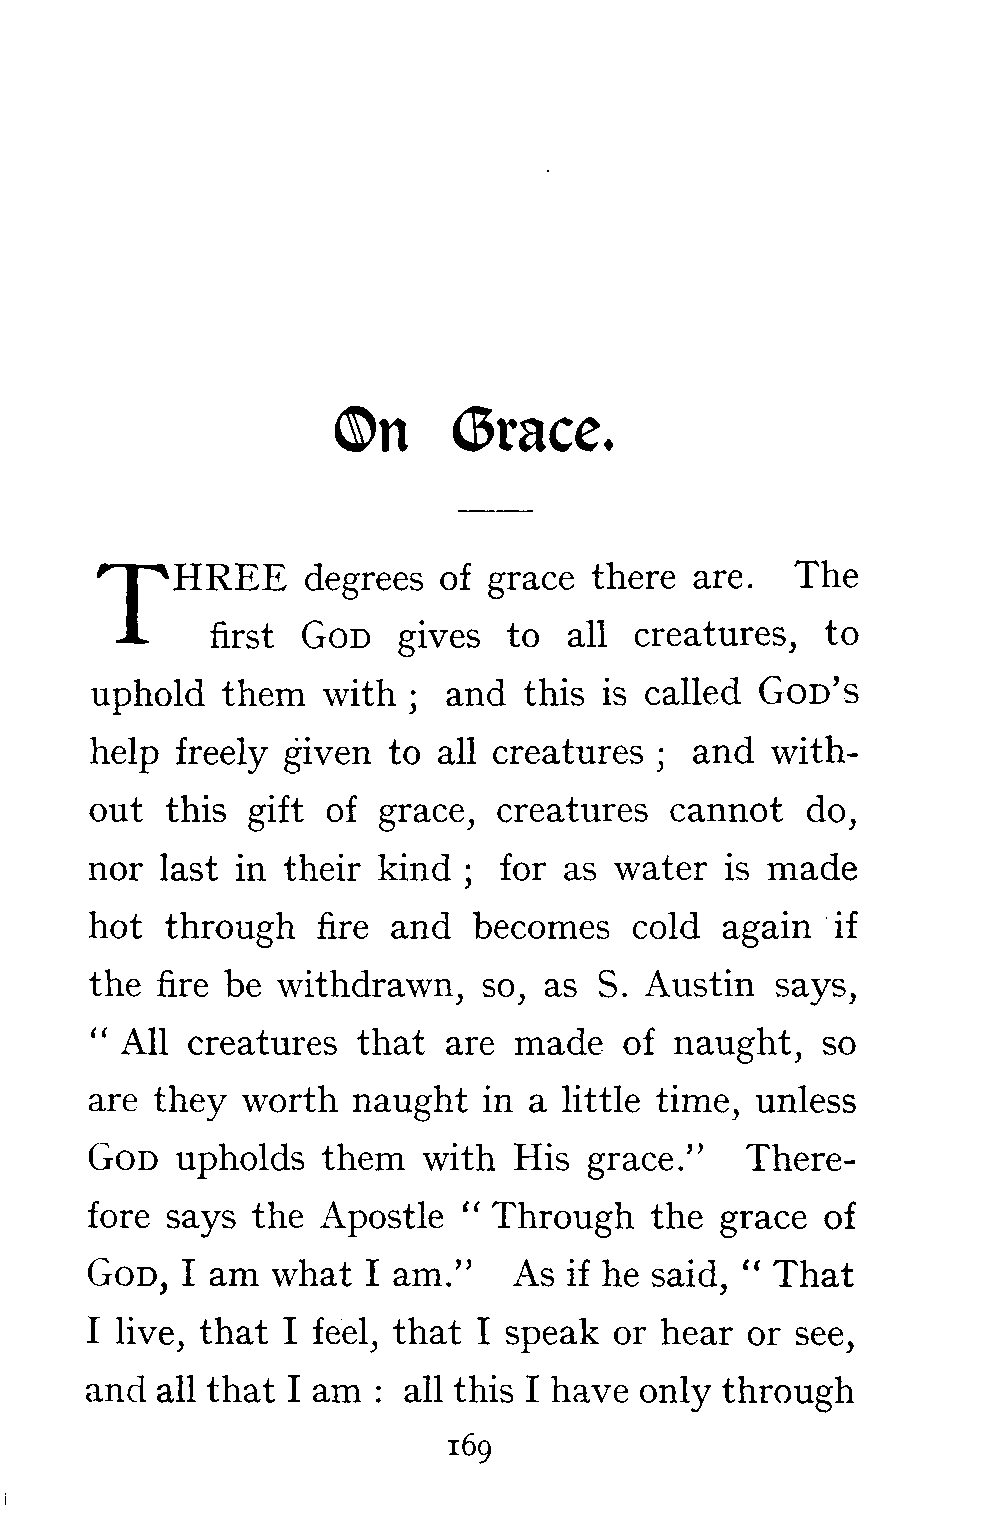 On Grace.
THREE degrees of grace there are. The
first GOD gives to all creatures, to
uphold them with ; and this is called GOD'S
help freely given to all creatures ; and with-
out this gift of grace, creatures cannot do,
nor last in their kind ; for as water is made
hot through fire and becomes cold again if
the fire be withdrawn, so, as S. Austin says,
“ All creatures that are made of naught, so
are they worth naught in a little time, unless
GOD upholds them with His grace.” There-
fore says the Apostle “ Through the grace of
GOD, I am what I am.” As if he said, “ That
I live, that I feel, that I speak or hear or see,
and all that I am : all this I have only through
169